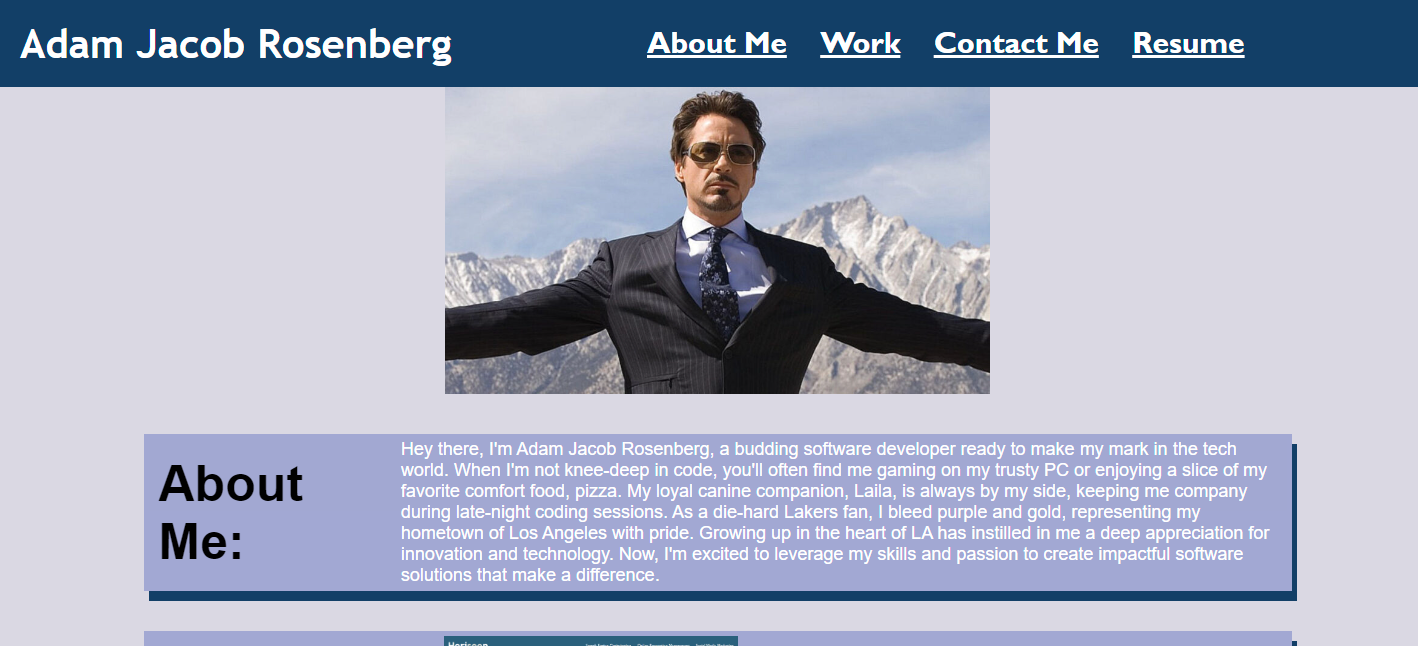 Adam Jacob Rosenberg
About Me Work Contact Me Resume
About
Me:
Hey there, I'm Adam Jacob Rosenberg, a budding software developer ready to make my mark in the tech
world. When I'm not knee-deep in code, you'll often find me gaming on my trusty PC or enjoying a slice of my
favorite comfort food, pizza. My loyal canine companion, Laila, is always by my side, keeping me company
during late-night coding sessions. As a die-hard Lakers fan, I bleed purple and gold, representing my
hometown of Los Angeles with pride. Growing up in the heart of LA has instilled in me a deep appreciation for
innovation and technology. Now, I'm excited to leverage my skills and passion to create impactful software
solutions that make a difference.